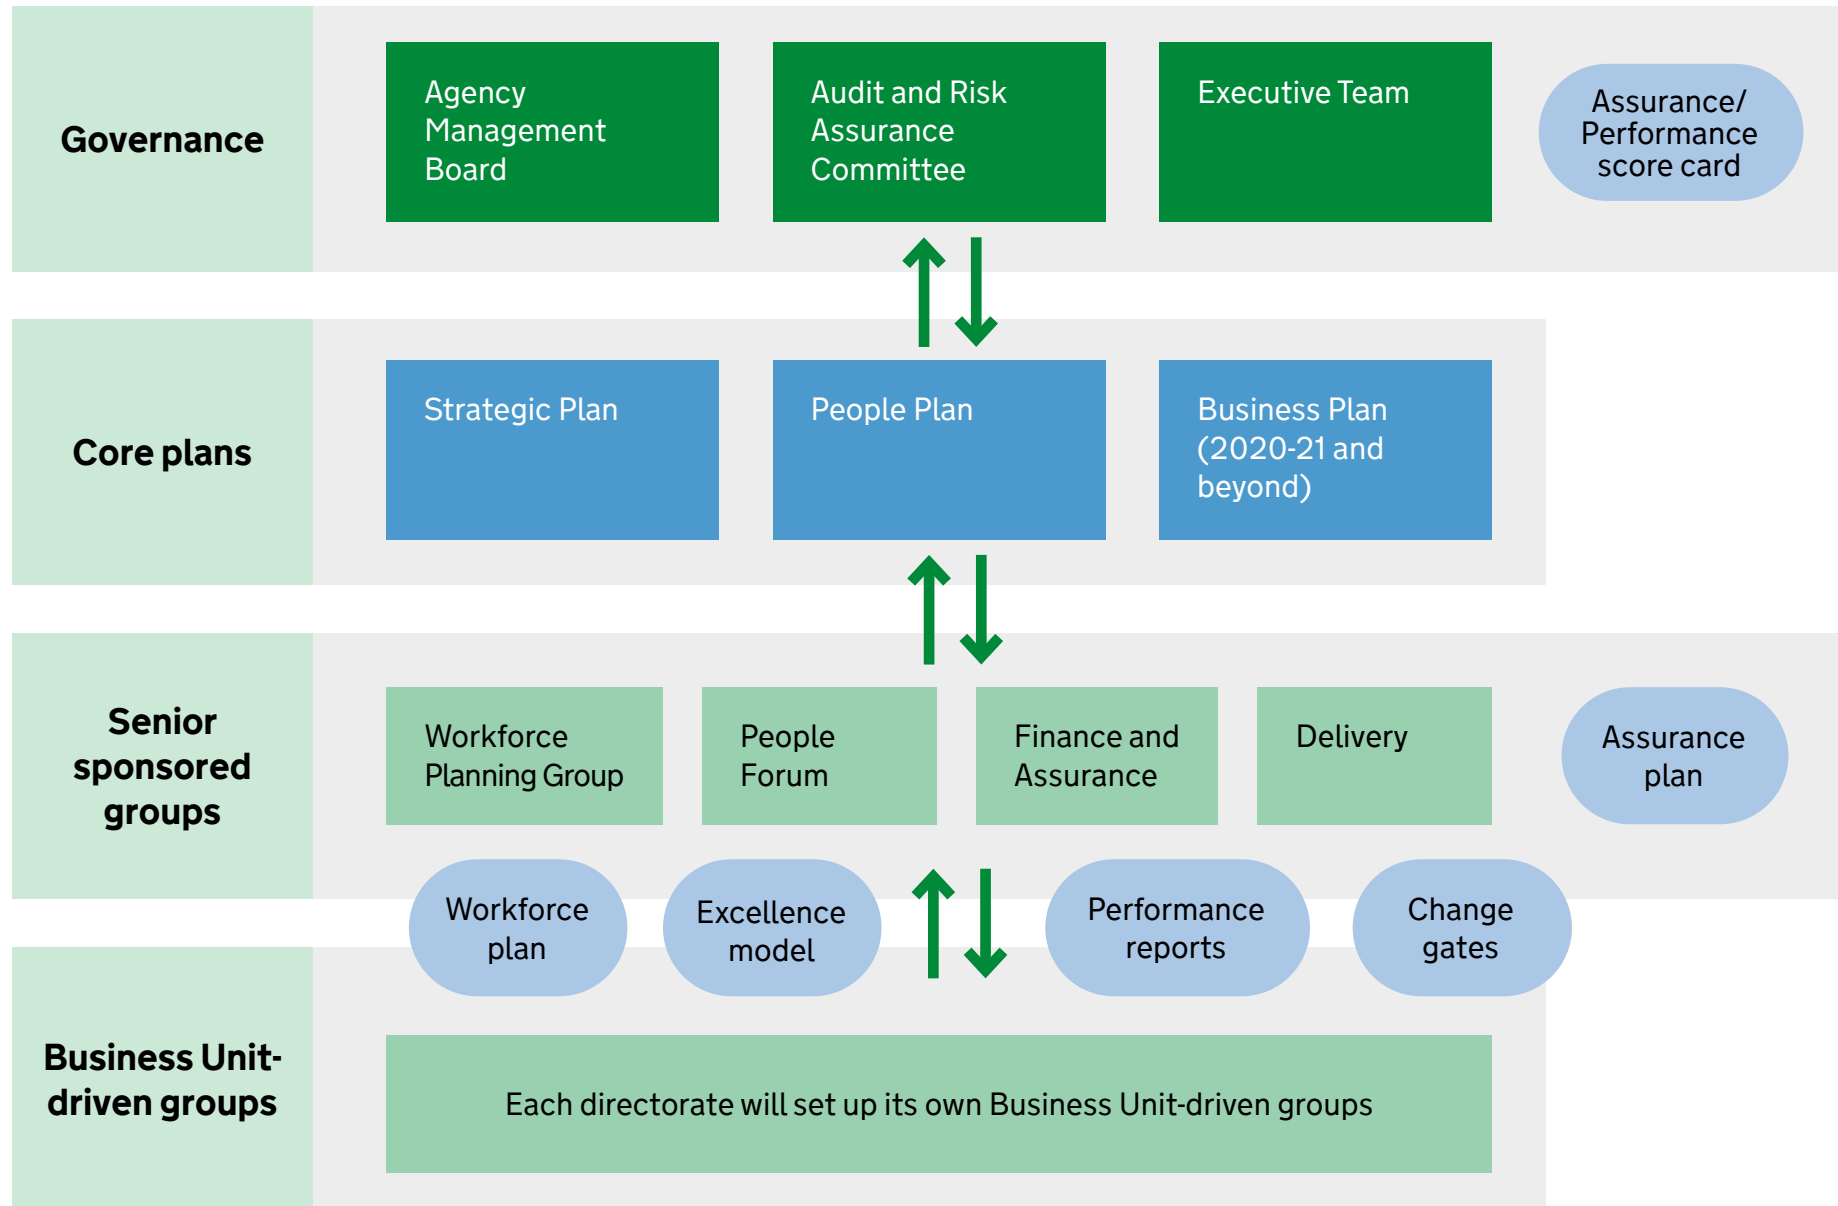 Governance
Agency
Management
Board
Audit and Risk
Assurance
Committee
Executive Team
Assurance/
Performance
score card
Core plans
Strategic Plan
People Plan
Business Plan
(2020-21 and
beyond)
Senior
sponsored
groups
Workforce
Planning Group
People
Forum
Finance and
Assurance
Delivery
Assurance
plan
Workforce
plan
Excellence
model
Performance
reports
Change
gates
Business Unit-
driven groups
Each directorate will set up its own Business Unit-driven groups